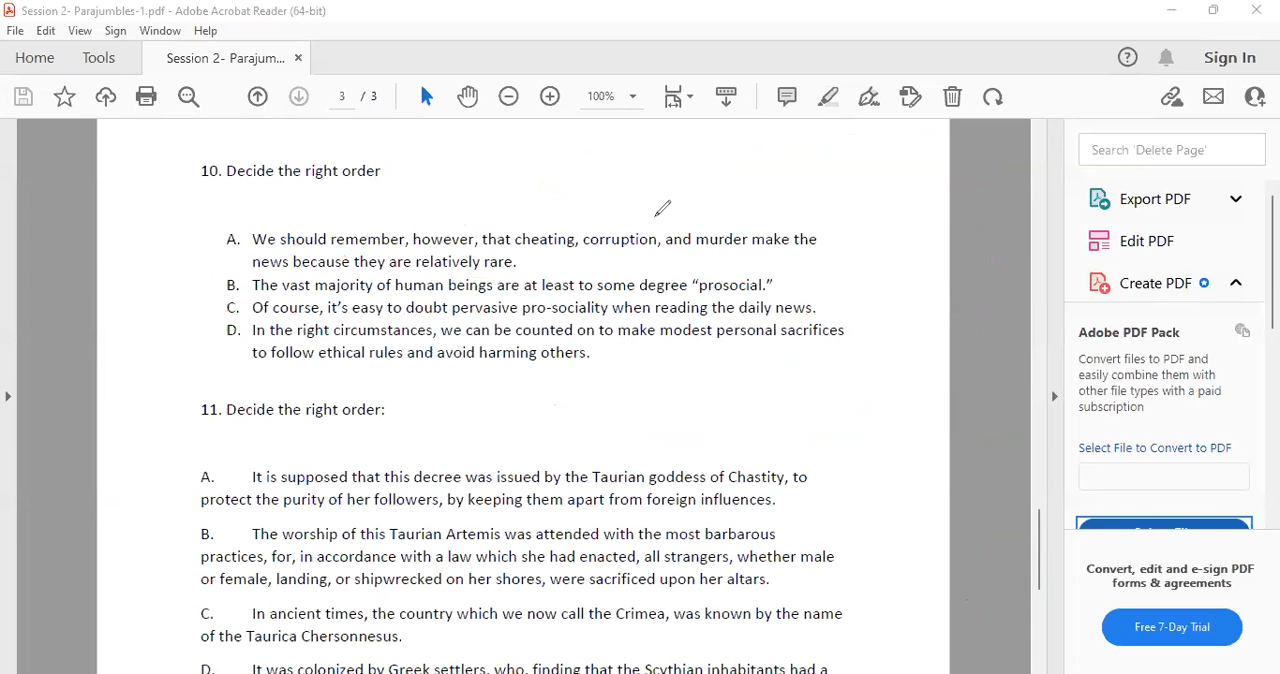 Session 2- Parajumbles-1.pdf - Adobe Acrobat Reader (64-bit)
File Edit View Sign Window Help
Home Tools Session 2- Parajum... × Sign In
3 / 3 100%
10. Decide the right order
A. We should remember, however, that cheating, corruption, and murder make the
news because they are relatively rare.
B. The vast majority of human beings are at least to some degree “prosocial.”
C. Of course, it’s easy to doubt pervasive pro-sociality when reading the daily news.
D. In the right circumstances, we can be counted on to make modest personal sacrifices
to follow ethical rules and avoid harming others.
11. Decide the right order:
A. It is supposed that this decree was issued by the Taurian goddess of Chastity, to
protect the purity of her followers, by keeping them apart from foreign influences.
B. The worship of this Taurian Artemis was attended with the most barbarous
practices, for, in accordance with a law which she had enacted, all strangers, whether male
or female, landing, or shipwrecked on her shores, were sacrificed upon her altars.
C. In ancient times, the country which we now call the Crimea, was known by the name
of the Taurica Chersonnesus.
D. It was colonized by Greek settlers, who, finding that the Scythian inhabitants had a
Search 'Delete Page'
Export PDF
Edit PDF
Create PDF
Adobe PDF Pack
Convert files to PDF and
easily combine them with
other file types with a paid
subscription
Select File to Convert to PDF
Convert, edit and e-sign PDF
forms & agreements
Free 7-Day Trial